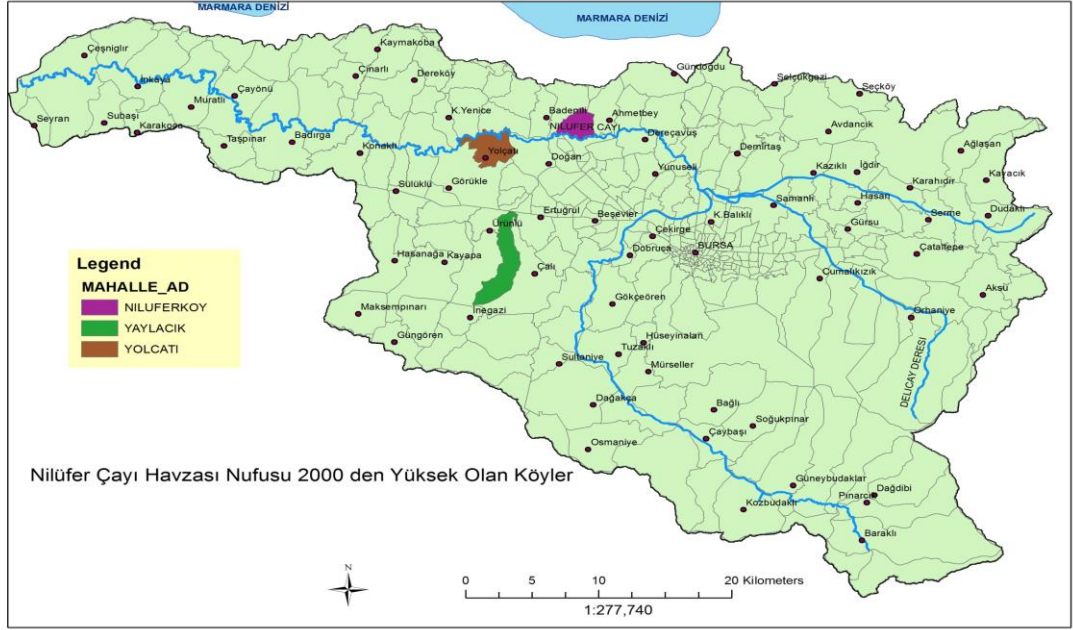 MARMARA DENİZİ
MARMARA DENİZİ
Çeşniğır
Kaymakoba
Gündoğdu
İnkaya
Çınarlı
Dereköy
Selçukgazi
Seçköy
Muratlı
Çayönü
Seyran
Subaşı
Karakoca
K.Yenice
Bademli
Ahmetbey
NİLÜFER ÇAYI
Avdancık
Taşpınar
Badırga
Konaklı
Yolçatı
Doğan
Dereçavuş
Demirtaş
Ağlaşan
Yunuseli
Kazıklı
İğdir
Kayacık
Sülüklü
Görükle
Karahıdır
Samanlı
Hasan
Ertuğrul
Beşevler
K.Balıklı
Gürsu
Serme
Dudaklı
Ürünlü
Çekirge
Hasanağa
Kayapa
Dobruca
BURSA
Çataltepe
Çalı
Cumalıkızık
Aksu
Legend
MAHALLE_AD
NILUFERKOY
YAYLACIK
YOLCATI
Maksempınarı
İnegazi
Gökçeören
Orhaniye
Güngören
Hüseyinalan
Tuzaklı
Sultaniye
Mürseller
DELİÇAY DERESİ
Dağakça
Bağlı
Soğukpınar
Çaybaşı
Osmaniye
Nilüfer Çayı Havzası Nufusu 2000 den Yüksek Olan Köyler
Güneybudaklar
Dağdibi
Pınarcık
Kozbudaklı
Baraklı
N
0 5 10 20 Kilometers
1:277,740